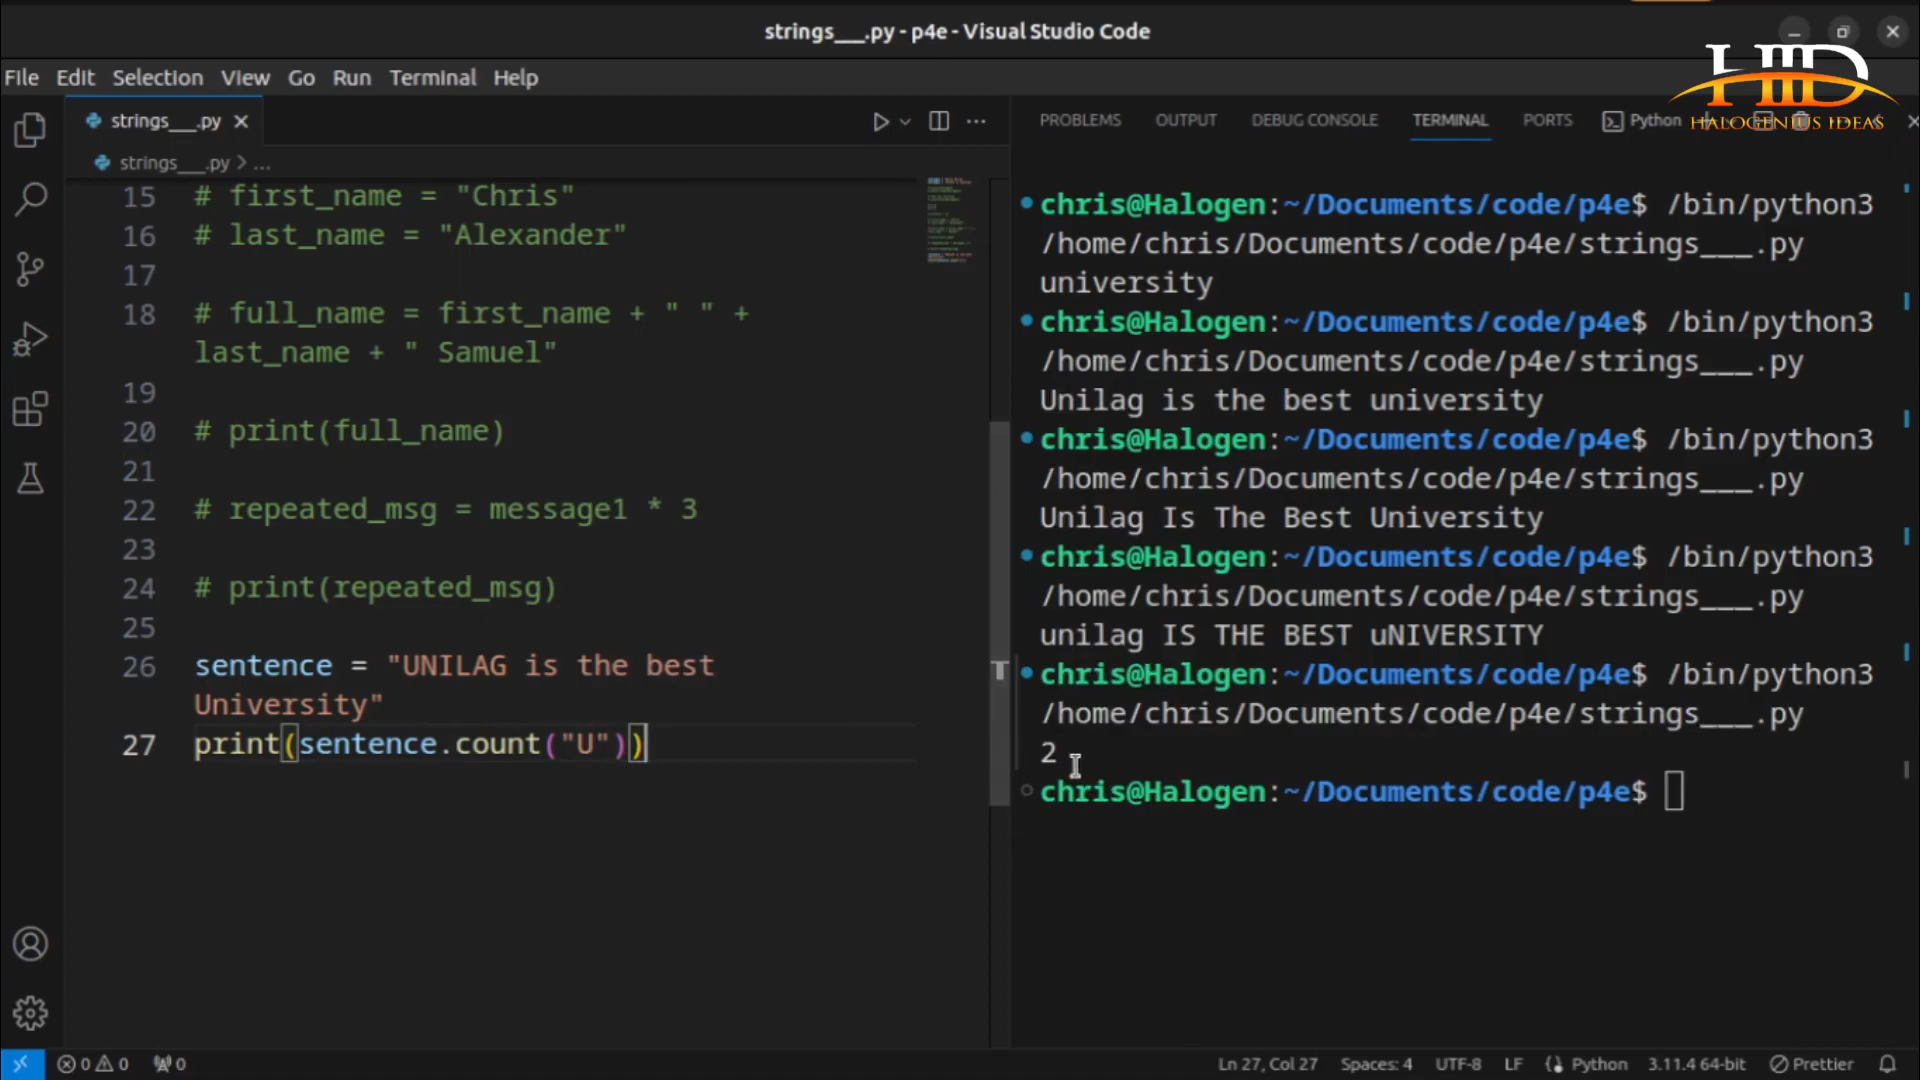 strings___.py - p4e - Visual Studio Code
File Edit Selection View Go Run Terminal Help
HID
HALOGENIUS IDEAS
strings___.py
strings___.py > ...
15 # first_name = "Chris"
16 # last_name = "Alexander"
17
18 # full_name = first_name + " " +
last_name + " Samuel"
19
20 # print(full_name)
21
22 # repeated_msg = message1 * 3
23
24 # print(repeated_msg)
25
26 sentence = "UNILAG is the best
University"
27 print(sentence.count("U"))
PROBLEMS OUTPUT DEBUG CONSOLE TERMINAL PORTS Python
chris@Halogen:~/Documents/code/p4e$ /bin/python3
/home/chris/Documents/code/p4e/strings___.py
university
chris@Halogen:~/Documents/code/p4e$ /bin/python3
/home/chris/Documents/code/p4e/strings___.py
Unilag is the best university
chris@Halogen:~/Documents/code/p4e$ /bin/python3
/home/chris/Documents/code/p4e/strings___.py
Unilag Is The Best University
chris@Halogen:~/Documents/code/p4e$ /bin/python3
/home/chris/Documents/code/p4e/strings___.py
unilag IS THE BEST uNIVERSITY
chris@Halogen:~/Documents/code/p4e$ /bin/python3
/home/chris/Documents/code/p4e/strings___.py
2
chris@Halogen:~/Documents/code/p4e$
0 0 0 Ln 27, Col 27 Spaces: 4 UTF-8 LF Python 3.11.4 64-bit Prettier